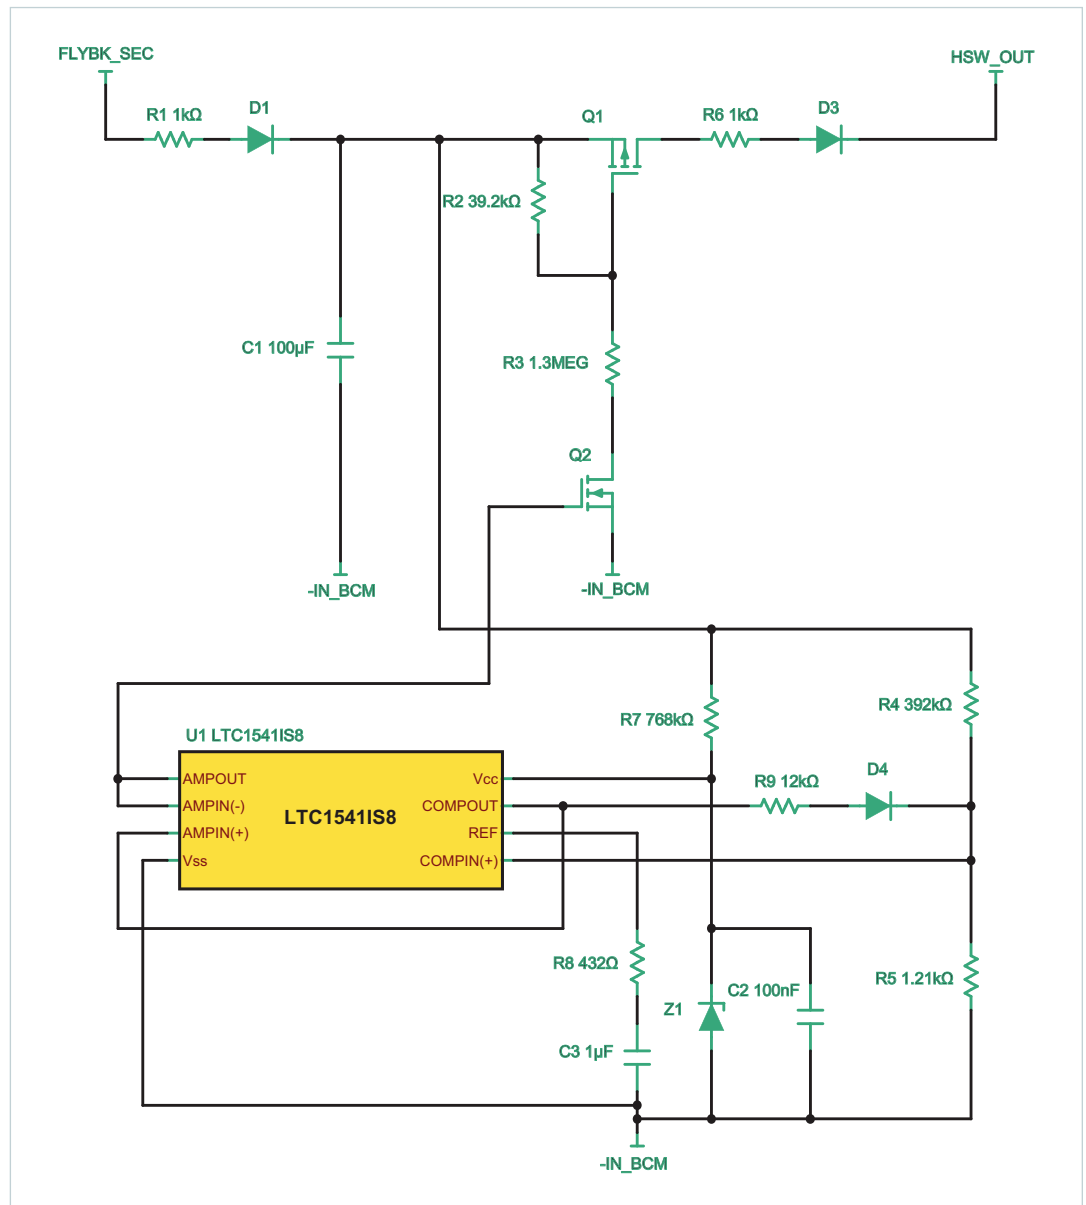 FLYBK_SEC
HSW_OUT
R1 1kΩ
D1
Q1
R6 1kΩ
D3
R2 39.2kΩ
C1 100µF
R3 1.3MEG
Q2
-IN_BCM
-IN_BCM
R7 768kΩ
R4 392kΩ
U1 LTC1541IS8
AMPOUT
AMPIN(-)
AMPIN(+)
Vss
LTC1541IS8
Vcc
COMPOUT
REF
COMPIN(+)
R9 12kΩ
D4
R8 432Ω
C2 100nF
R5 1.21kΩ
Z1
C3 1µF
-IN_BCM